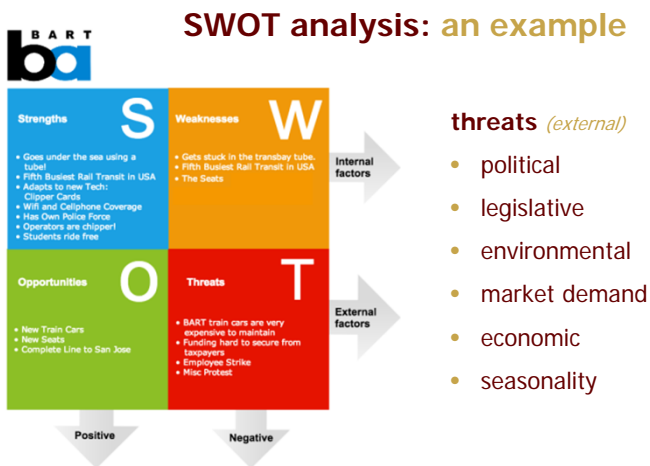 SWOT analysis: an example
BART
ba
Strengths
S
• Goes under the sea using a
tube!
• Fifth Busiest Rail Transit in USA
• Adapts to new Tech:
Clipper Cards
• Wifi and Cellphone Coverage
• Has Own Police Force
• Operators are chipper!
• Students ride free
Weaknesses
W
• Gets stuck in the transbay tube.
• Fifth Busiest Rail Transit in USA
• The Seats
Internal
factors
Opportunities
O
• New Train Cars
• New Seats
• Complete Line to San Jose
Threats
T
• BART train cars are very
expensive to maintain
• Funding hard to secure from
taxpayers
• Employee Strike
• Misc Protest
External
factors
Positive
Negative
threats (external)
• political
• legislative
• environmental
• market demand
• economic
• seasonality